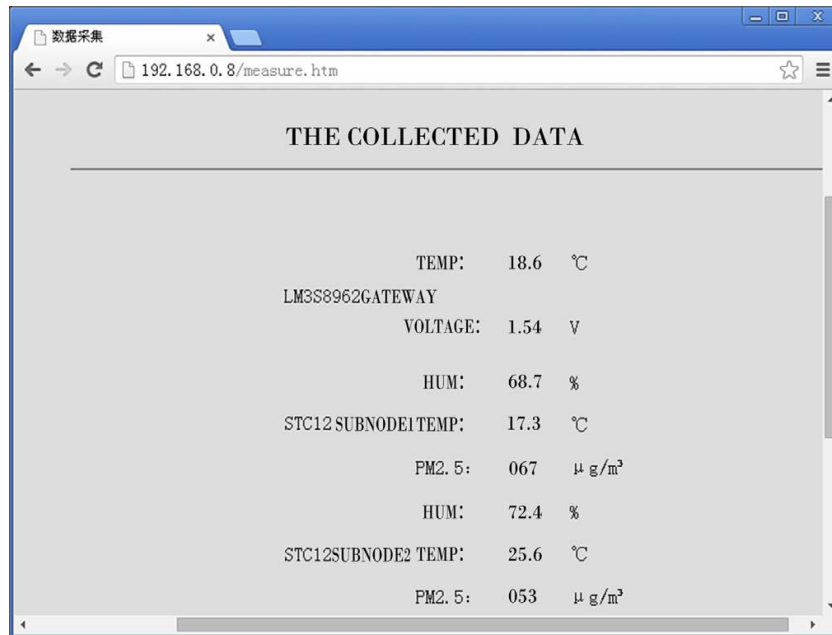 数据采集
192.168.0.8/measure.htm
THE COLLECTED DATA
TEMP: 18.6 ℃
LM3S8962GATEWAY
VOLTAGE: 1.54 V
HUM: 68.7 %
STC12 SUBNODE1TEMP: 17.3 ℃
PM2.5: 067 μg/m³
HUM: 72.4 %
STC12SUBNODE2 TEMP: 25.6 ℃
PM2.5: 053 μg/m³